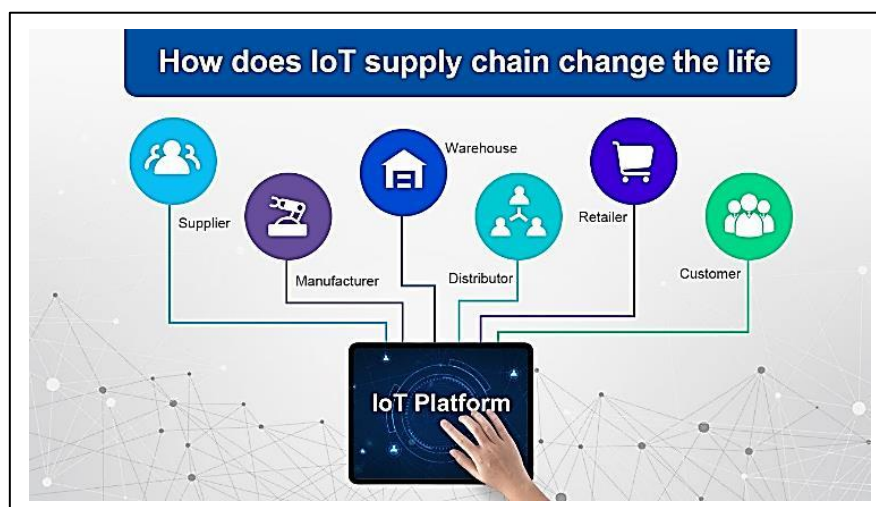 How does IoT supply chain change the life
Warehouse
Supplier
Retailer
Manufacturer
Distributor
Customer
IoT Platform